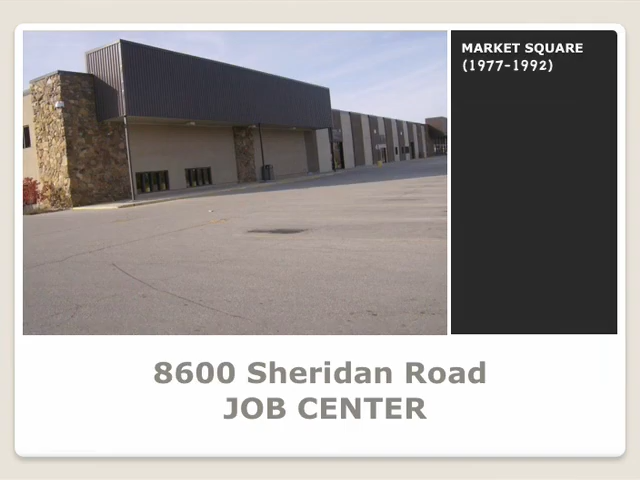 MARKET SQUARE
(1977-1992)
8600 Sheridan Road
JOB CENTER